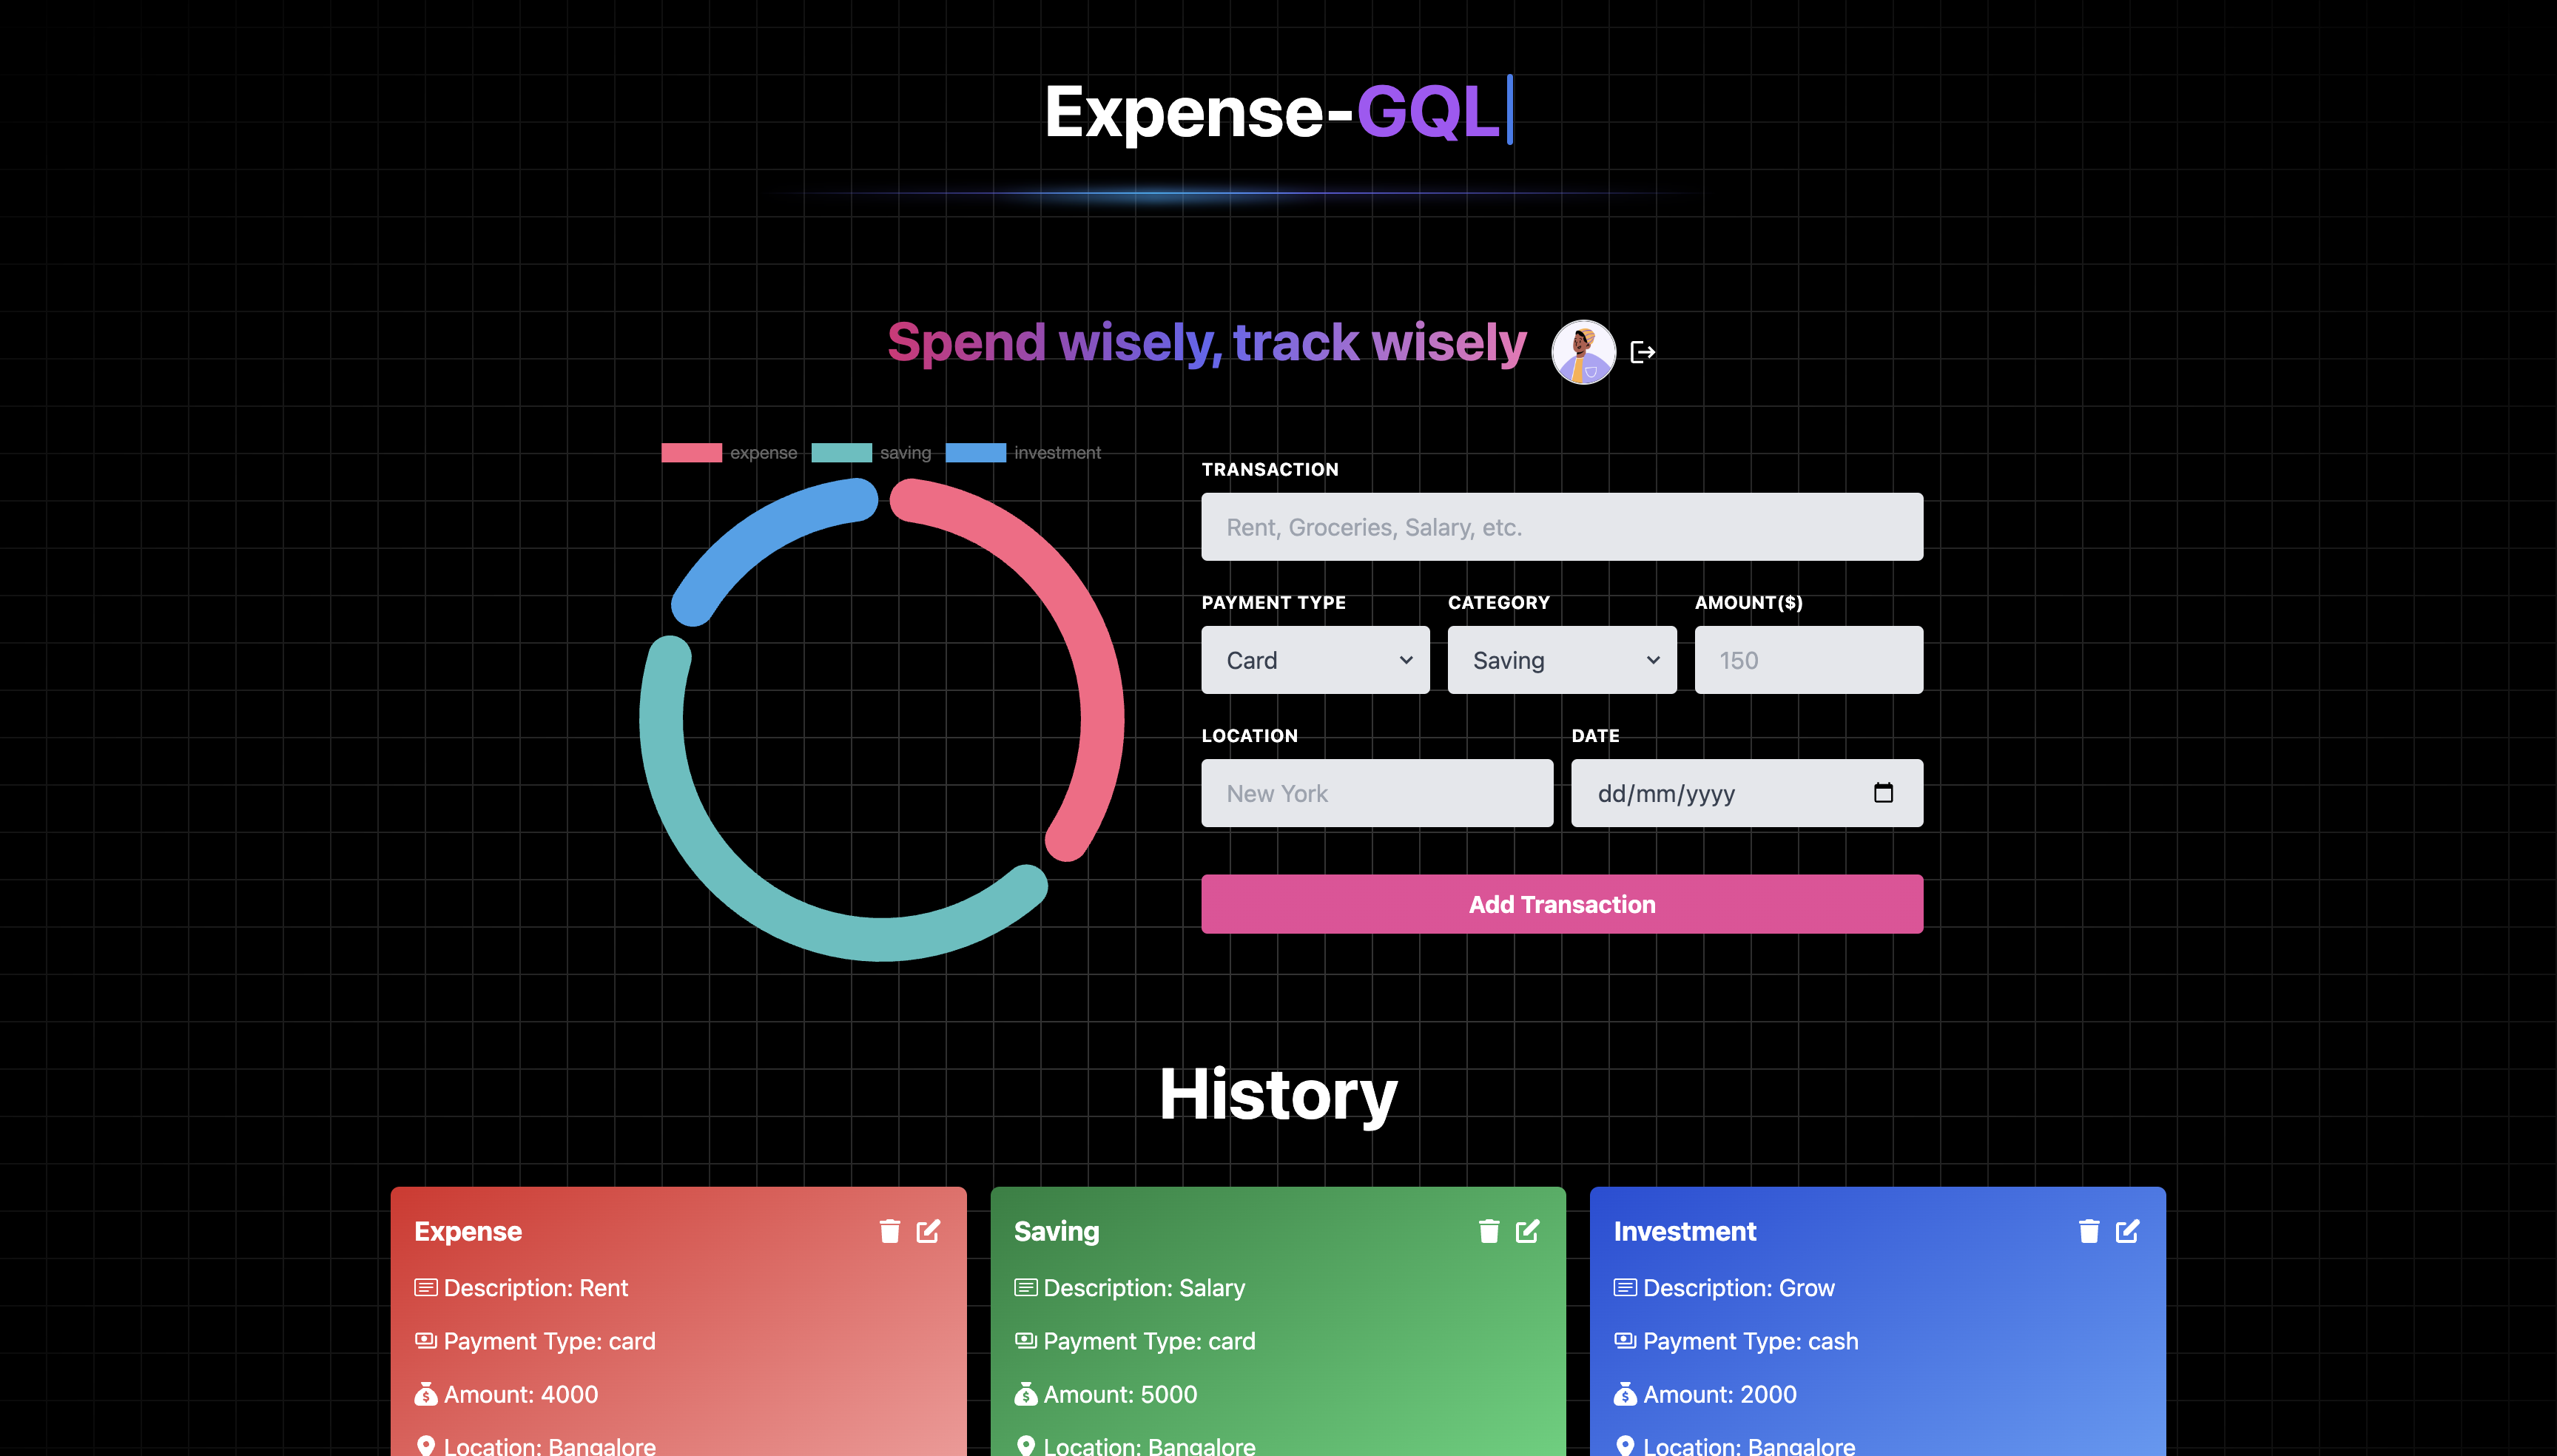 Expense-GQL
Spend wisely, track wisely
expense saving investment
TRANSACTION
Rent, Groceries, Salary, etc.
PAYMENT TYPE CATEGORY AMOUNT($)
Card Saving 150
LOCATION DATE
New York dd/mm/yyyy
Add Transaction
History
Expense
Description: Rent
Payment Type: card
Amount: 4000
Location: Bangalore
Saving
Description: Salary
Payment Type: card
Amount: 5000
Location: Bangalore
Investment
Description: Grow
Payment Type: cash
Amount: 2000
Location: Bangalore